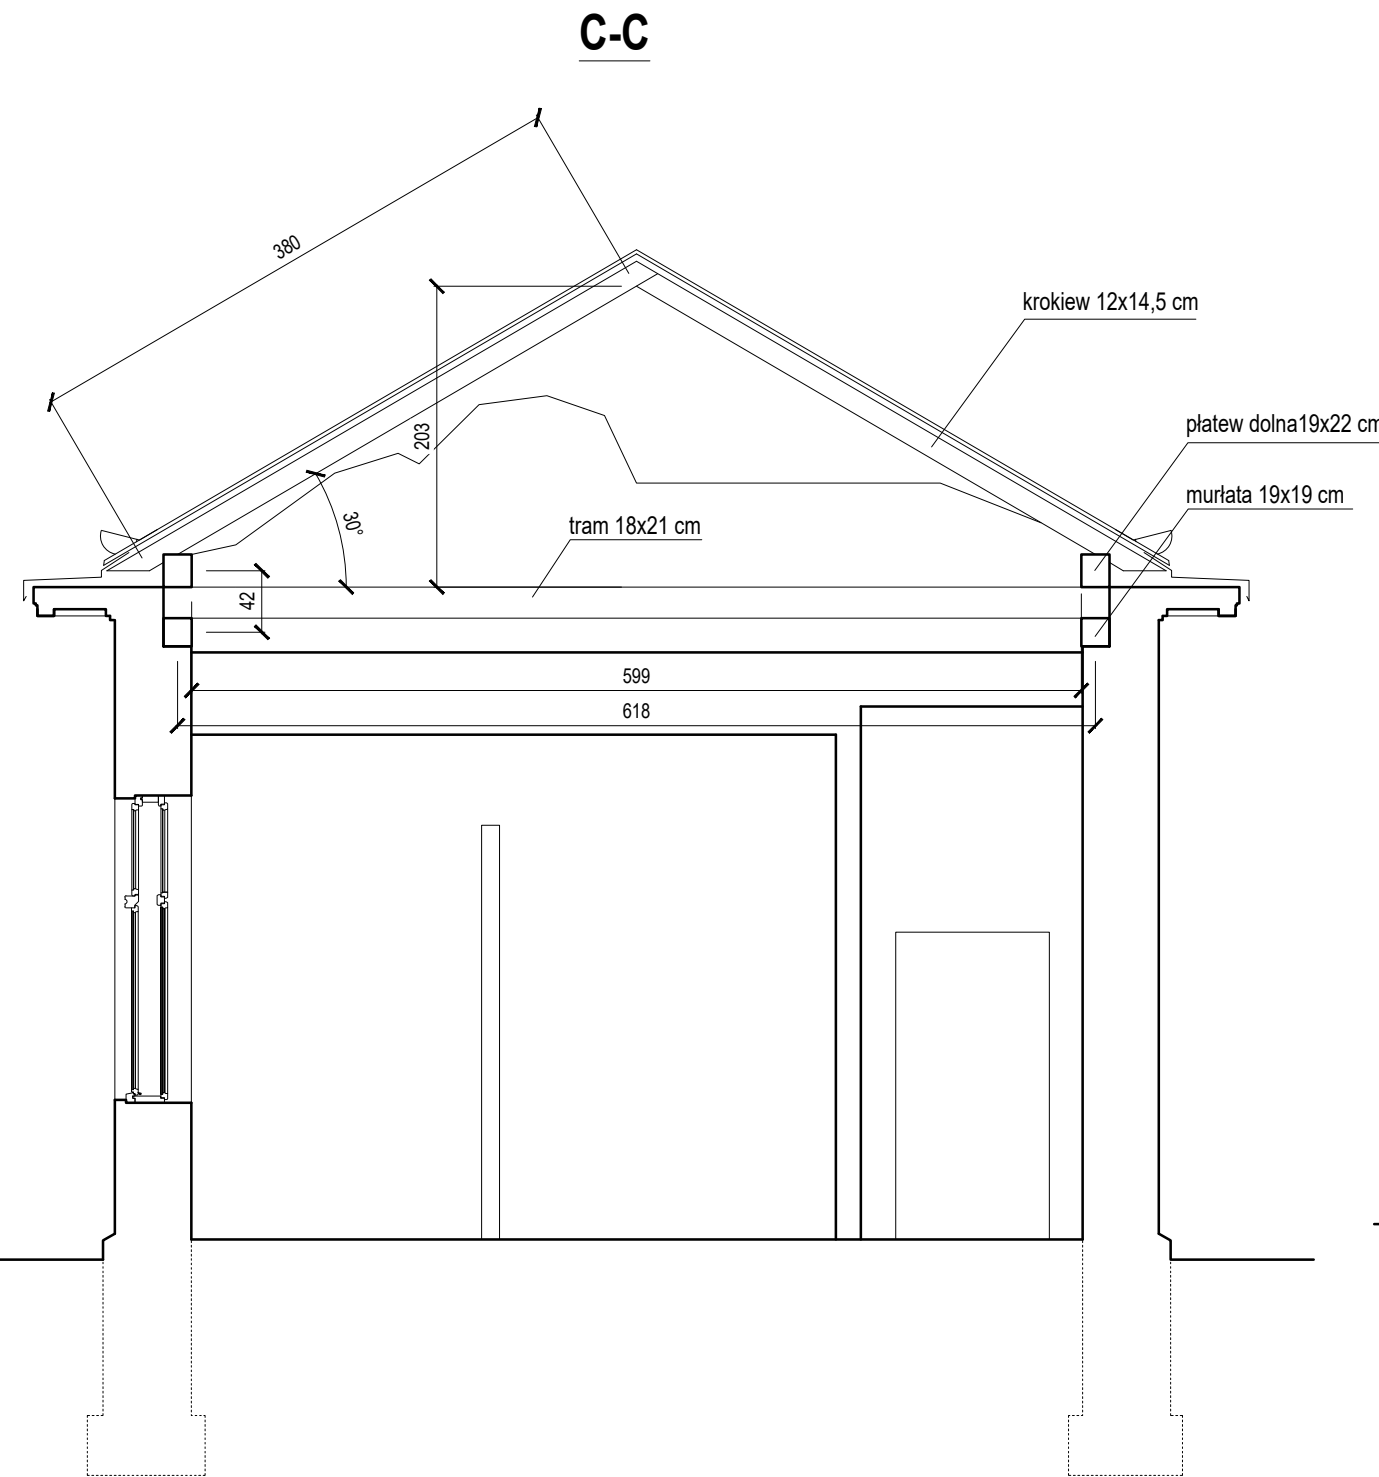 C-C
380
krokiew 12x14,5 cm
203
płatew dolna19x22 cm
murłata 19x19 cm
30°
tram 18x21 cm
42
599
618